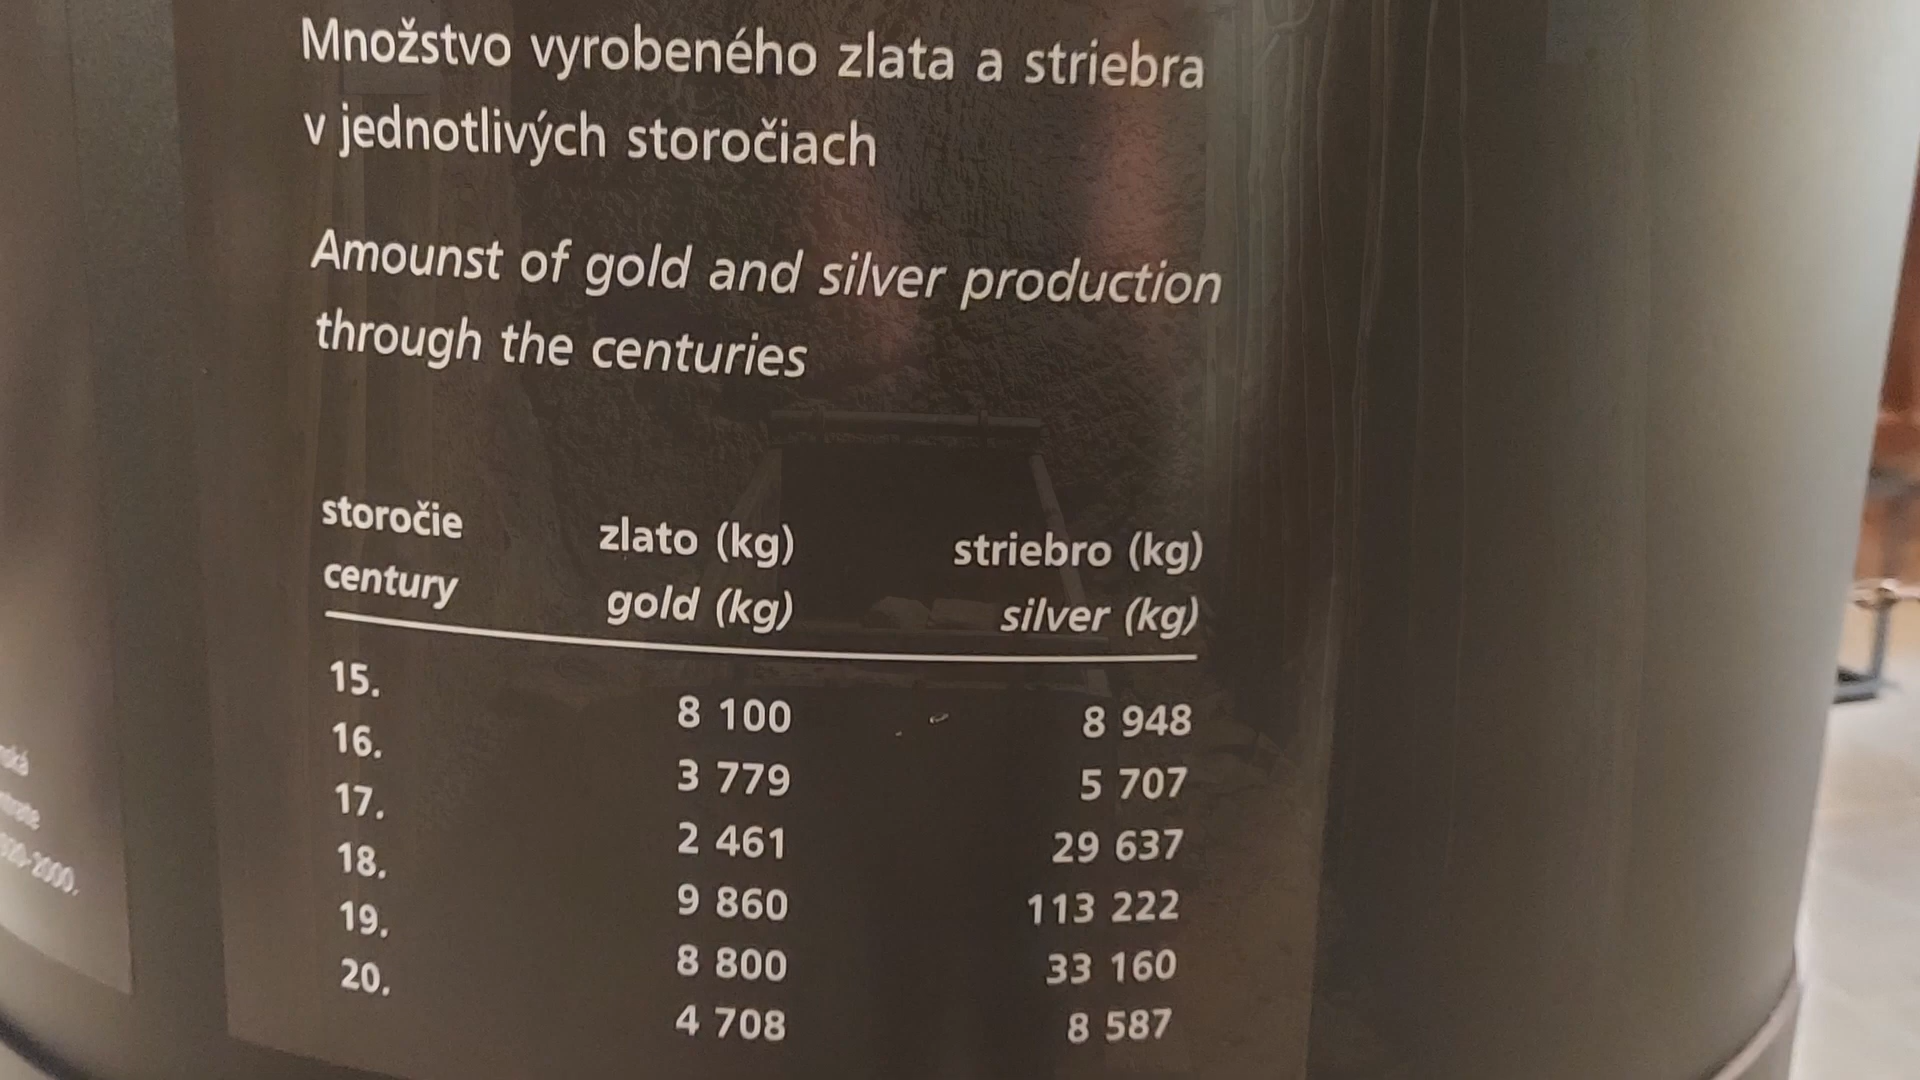 Množstvo vyrobeného zlata a striebra
v jednotlivých storočiach
Amounst of gold and silver production
through the centuries
storočie zlato (kg) striebro (kg)
century gold (kg) silver (kg)
15. 8 100 8 948
16. 3 779 5 707
17. 2 461 29 637
18. 9 860 113 222
19. 8 800 33 160
20. 4 708 8 587